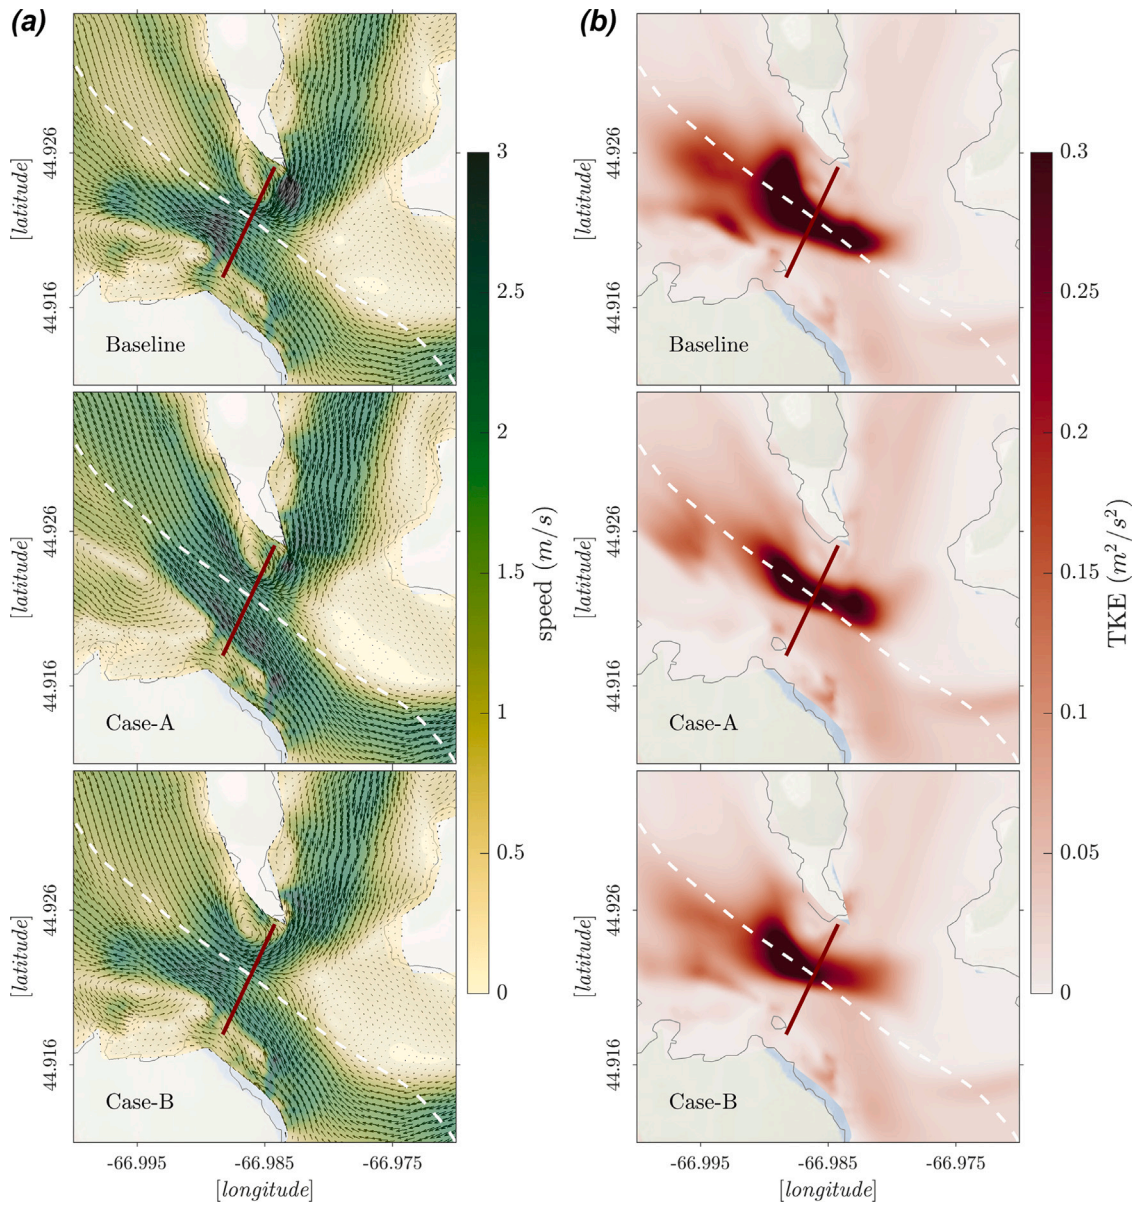 (a)
(b)
[latitude]
44.926
44.916
Baseline
[latitude]
44.926
44.916
Case-A
[latitude]
44.926
44.916
Case-B
-66.995
-66.985
-66.975
[longitude]
3
2.5
2
1.5
1
0.5
0
speed (m/s)
[latitude]
44.926
44.916
Baseline
[latitude]
44.926
44.916
Case-A
[latitude]
44.926
44.916
Case-B
-66.995
-66.985
-66.975
[longitude]
0.3
0.25
0.2
0.15
0.1
0.05
0
TKE (m²/s²)